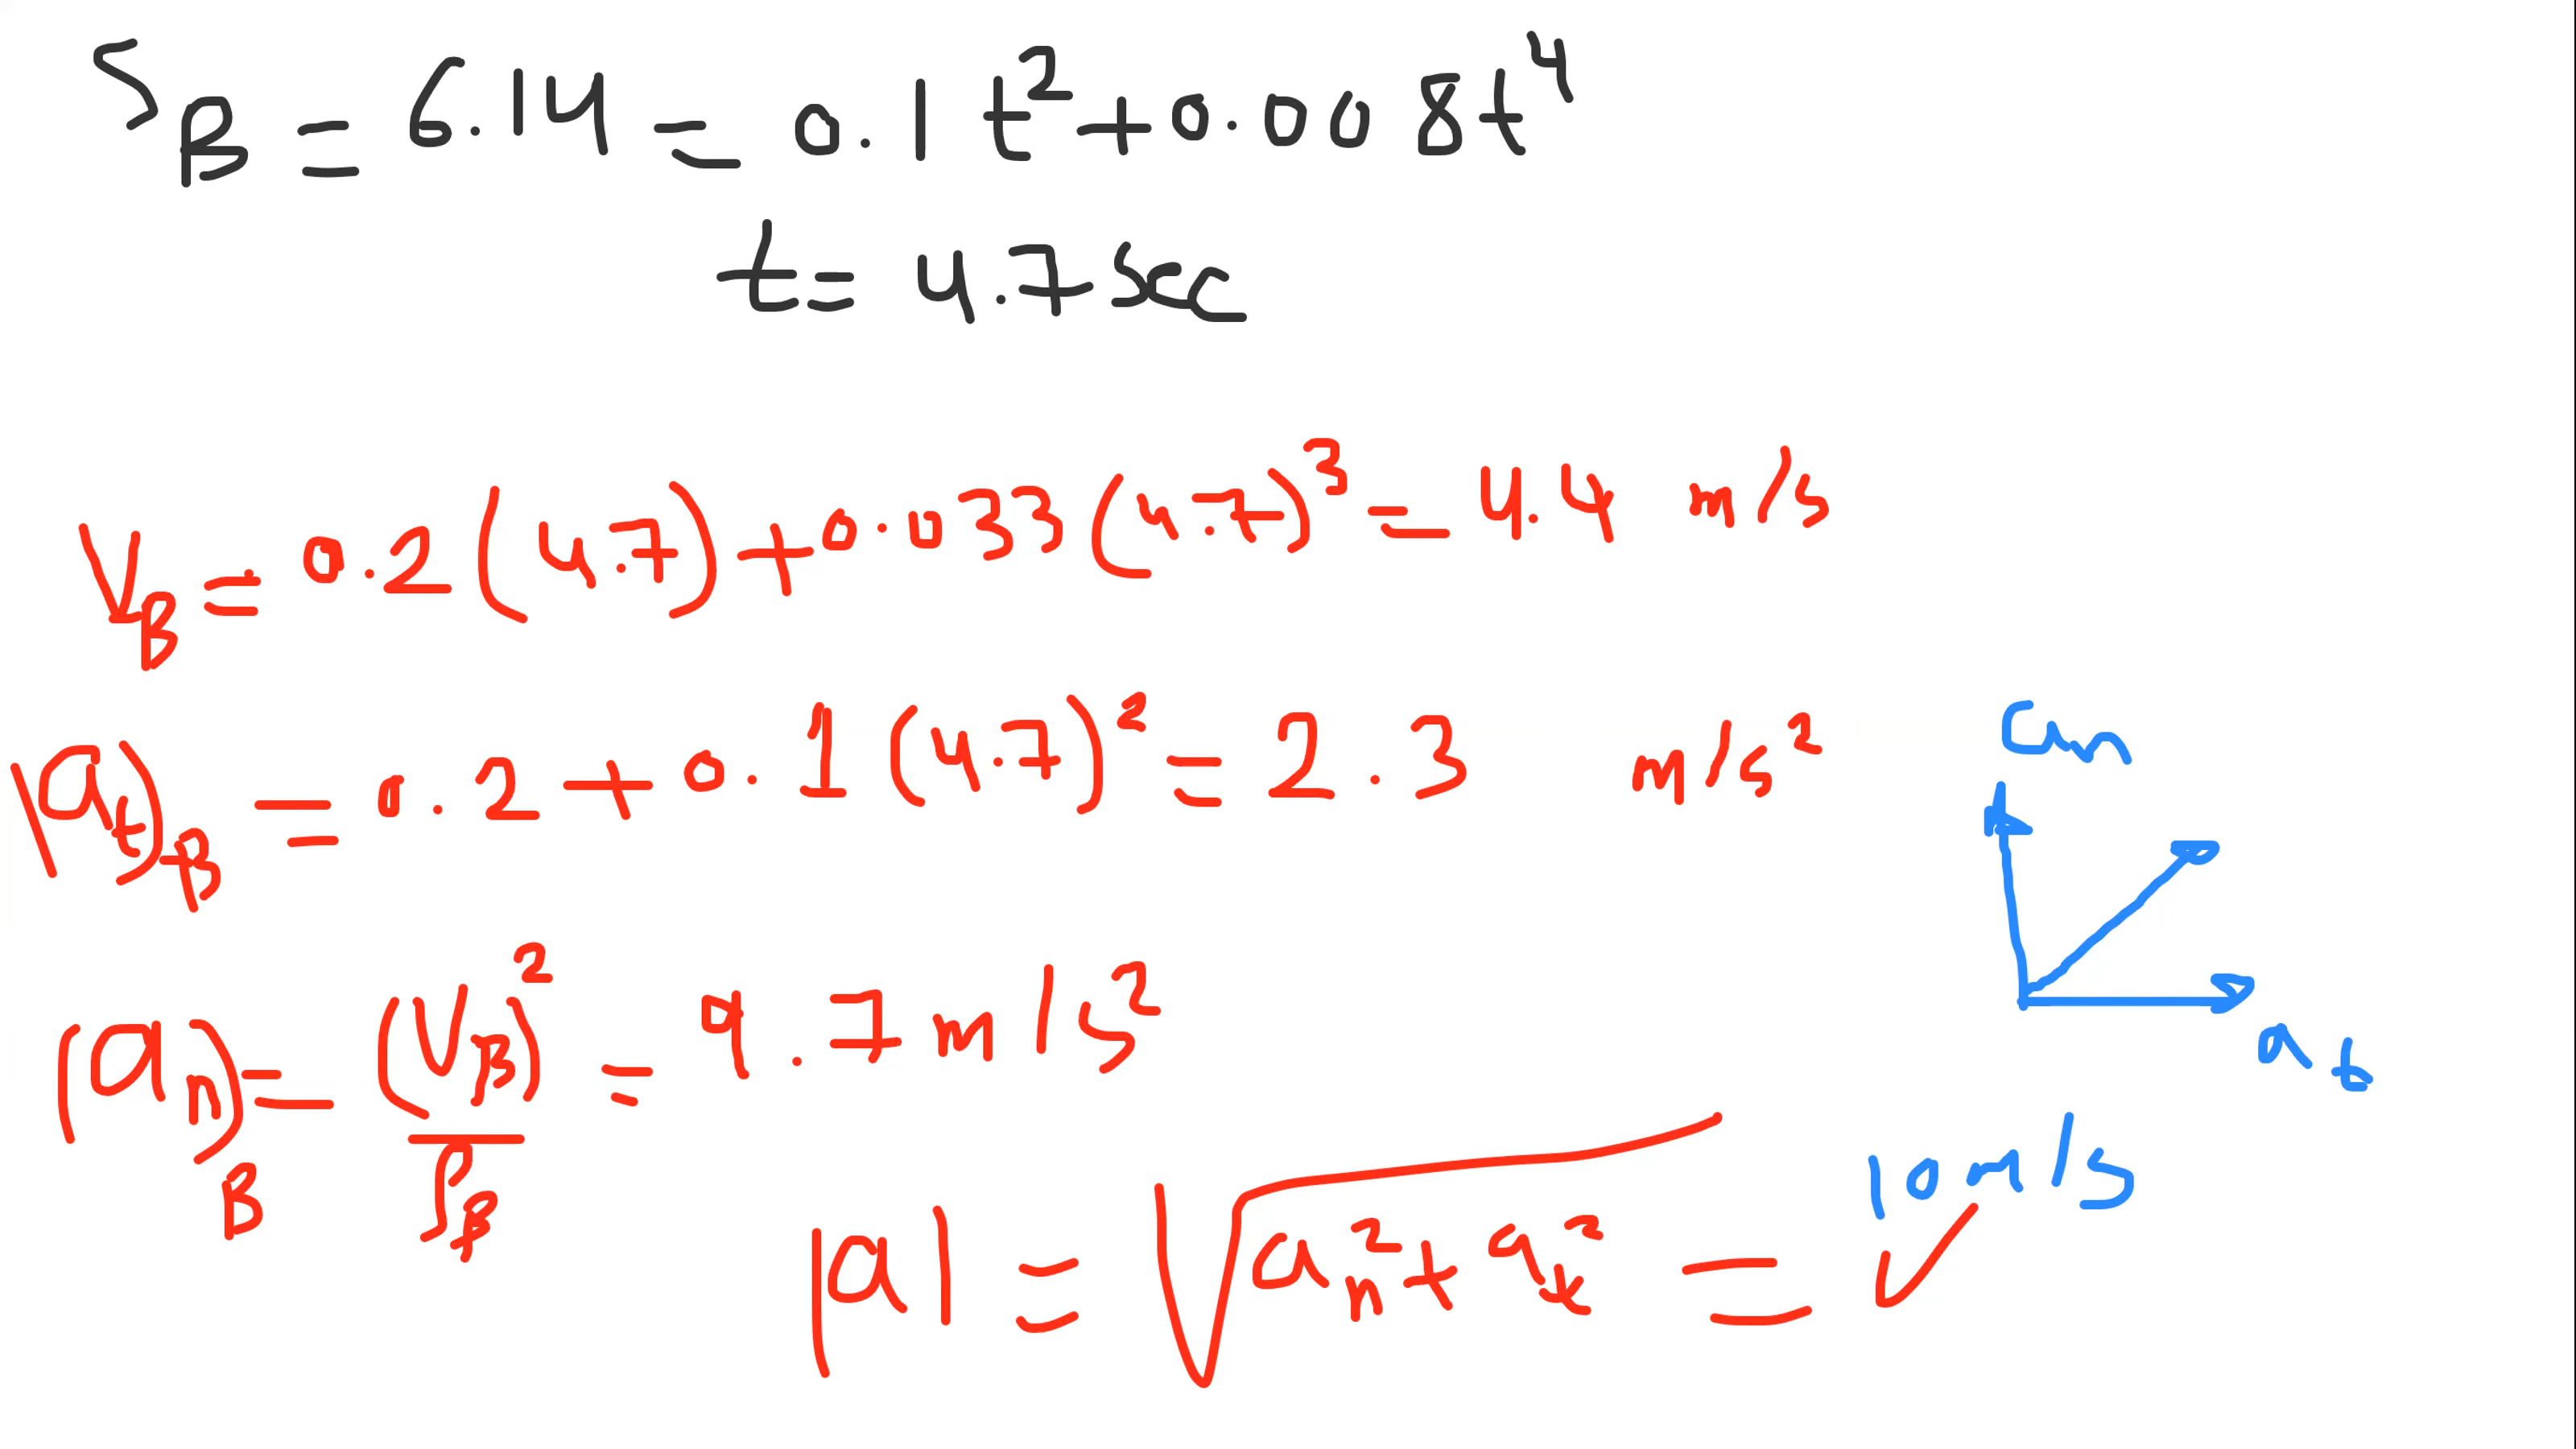 S_B = 6.14 = 0.1 t² + 0.008 t⁴
t = 4.7 sec
V_B = 0.2 (4.7) + 0.033 (4.7)³ = 4.4 m/s
(a_t)_B = 0.2 + 0.1 (4.7)² = 2.3 m/s²
(a_n)_B = (V_B)² / ρ_B = 9.7 m/s²
a_n
a_t
|a| = √(a_n² + a_t²) = 10 m/s